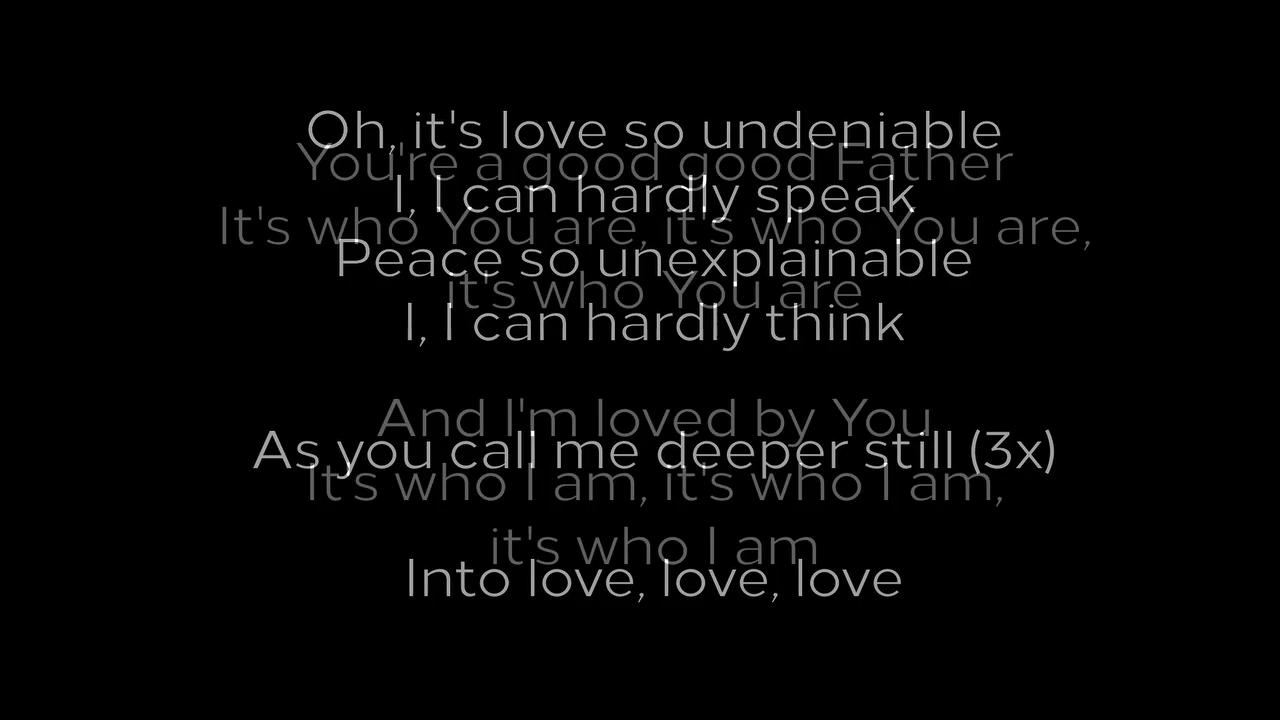 Oh, it's love so undeniable
You're a good good Father
I, I can hardly speak
It's who You are, it's who You are,
Peace so unexplainable
it's who You are
I, I can hardly think
And I'm loved by You
As you call me deeper still (3x)
It's who I am, it's who I am,
it's who I am
Into love, love, love